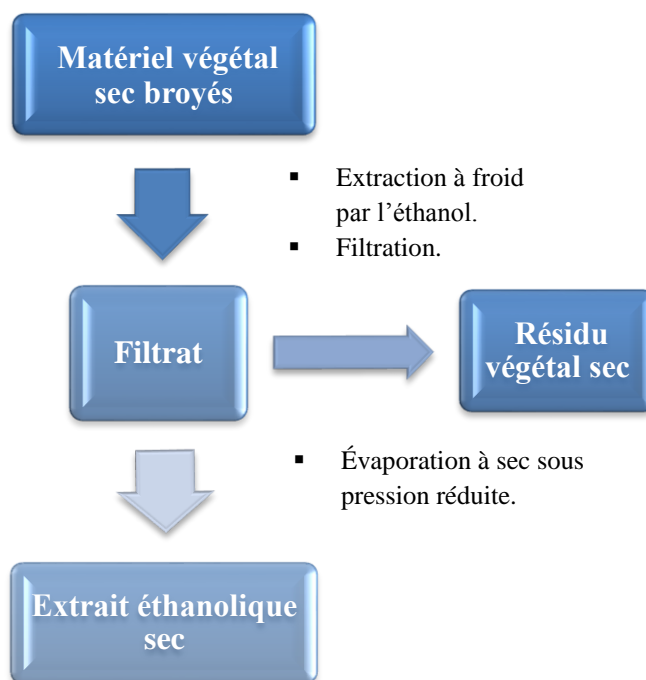 Matériel végétal
sec broyés
▪ Extraction à froid
par l’éthanol.
▪ Filtration.
Filtrat
Résidu
végétal sec
▪ Évaporation à sec sous
pression réduite.
Extrait éthanolique
sec